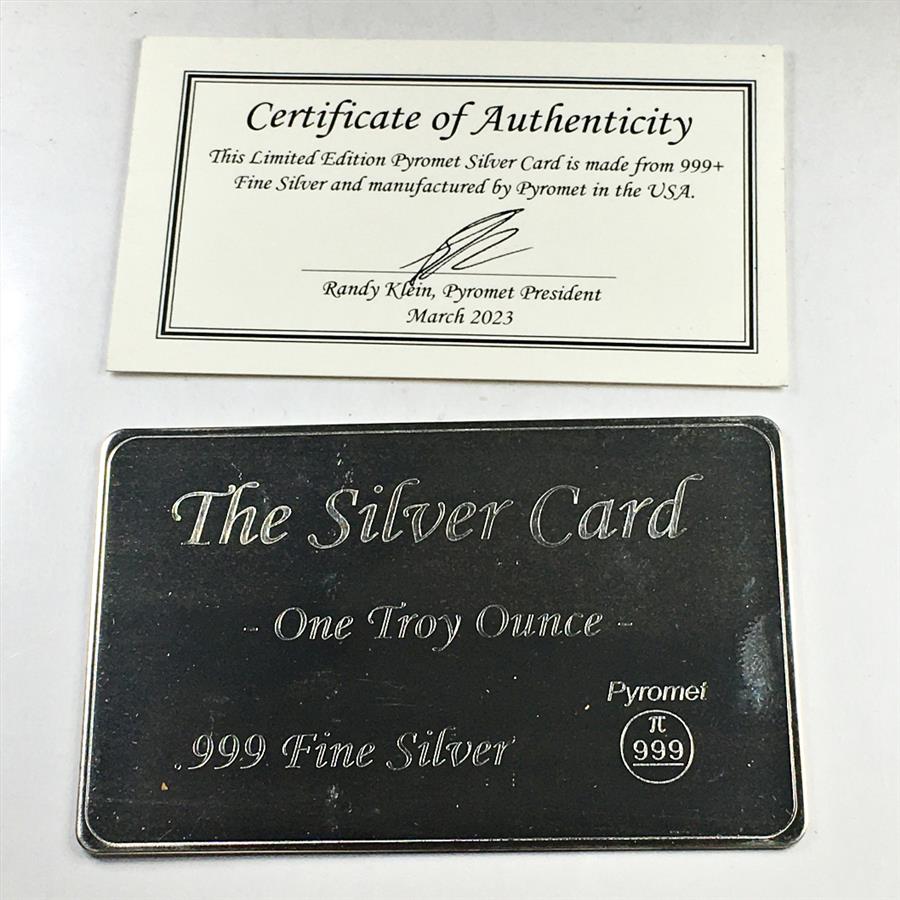 Certificate of Authenticity
This Limited Edition Pyromet Silver Card is made from 999+
Fine Silver and manufactured by Pyromet in the USA.
Randy Klein, Pyromet President
March 2023
The Silver Card
- One Troy Ounce -
.999 Fine Silver
Pyromet
π
999